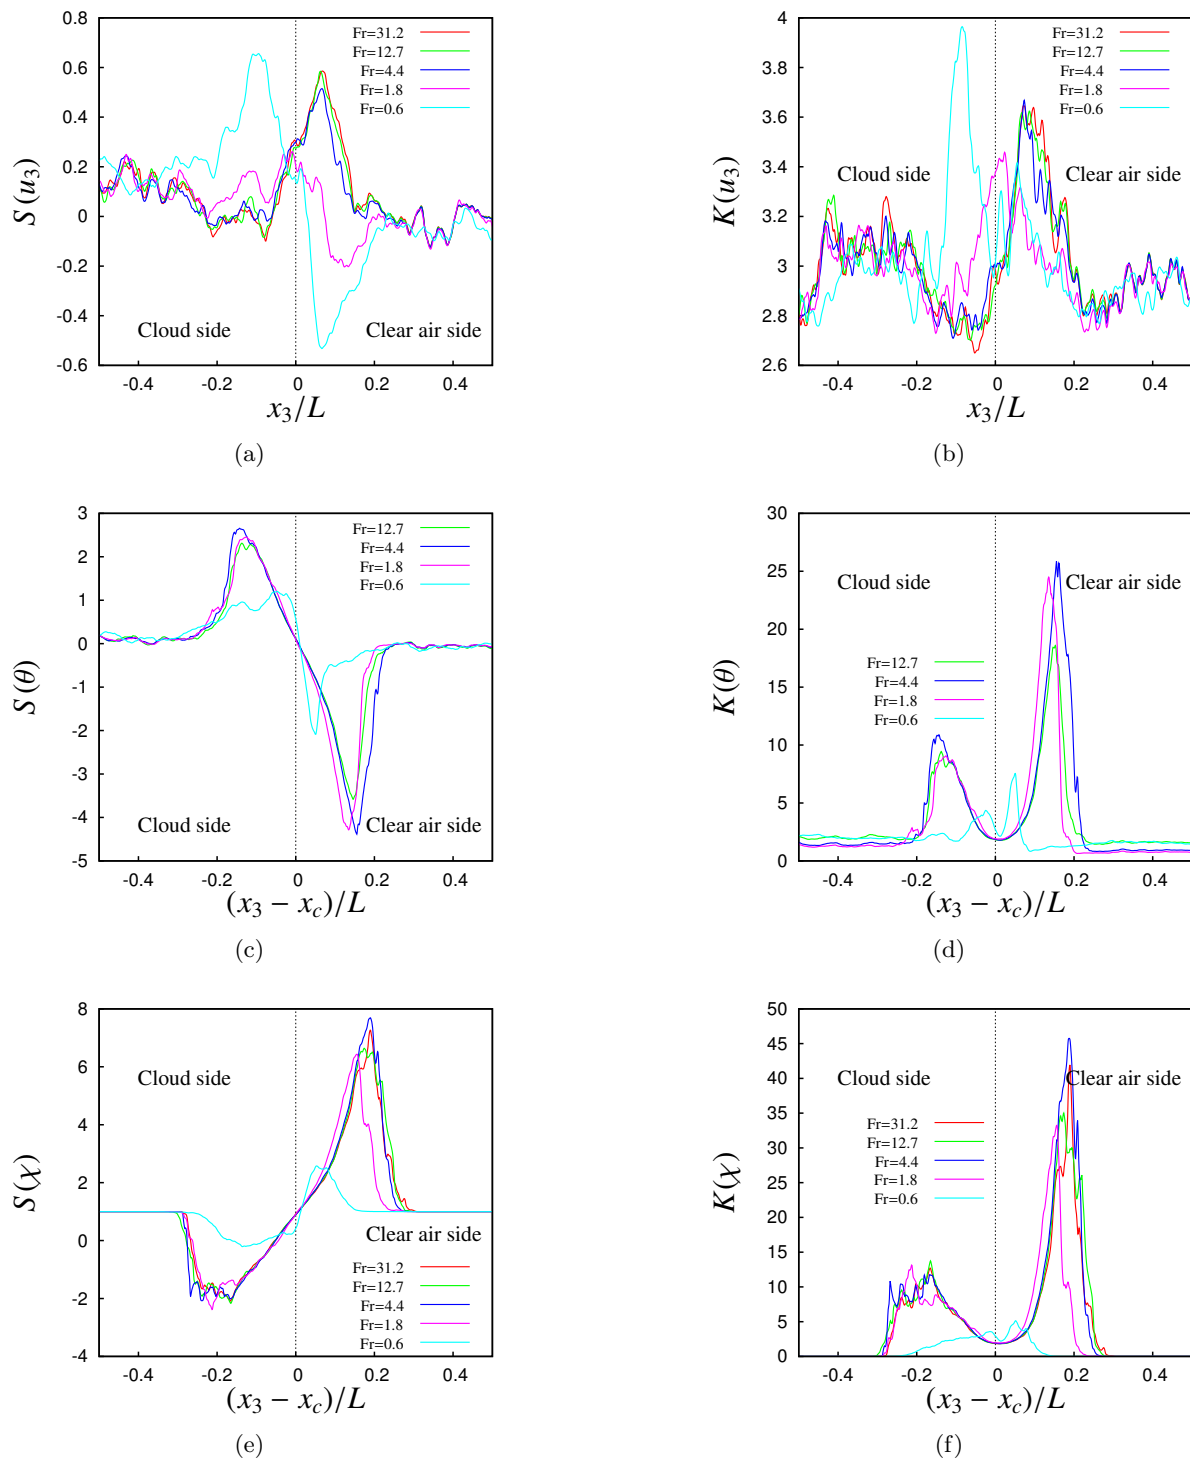 0.8
0.6
0.4
0.2
0
-0.2
-0.4
-0.6
S(u₃)
Fr=31.2
Fr=12.7
Fr=4.4
Fr=1.8
Fr=0.6
Cloud side
Clear air side
-0.4 -0.2 0 0.2 0.4
x₃/L
(a)
4
3.8
3.6
3.4
3.2
3
2.8
2.6
K(u₃)
Fr=31.2
Fr=12.7
Fr=4.4
Fr=1.8
Fr=0.6
Cloud side
Clear air side
-0.4 -0.2 0 0.2 0.4
x₃/L
(b)
3
2
1
0
-1
-2
-3
-4
-5
S(θ)
Fr=12.7
Fr=4.4
Fr=1.8
Fr=0.6
Cloud side
Clear air side
-0.4 -0.2 0 0.2 0.4
(x₃ − x_c)/L
(c)
30
25
20
15
10
5
0
K(θ)
Cloud side
Clear air side
Fr=12.7
Fr=4.4
Fr=1.8
Fr=0.6
-0.4 -0.2 0 0.2 0.4
(x₃ − x_c)/L
(d)
8
6
4
2
0
-2
-4
S(χ)
Cloud side
Clear air side
Fr=31.2
Fr=12.7
Fr=4.4
Fr=1.8
Fr=0.6
-0.4 -0.2 0 0.2 0.4
(x₃ − x_c)/L
(e)
50
45
40
35
30
25
20
15
10
5
0
K(χ)
Cloud side
Clear air side
Fr=31.2
Fr=12.7
Fr=4.4
Fr=1.8
Fr=0.6
-0.4 -0.2 0 0.2 0.4
(x₃ − x_c)/L
(f)